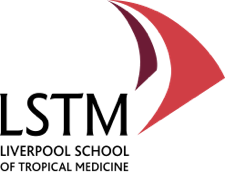 LSTM
LIVERPOOL SCHOOL
OF TROPICAL MEDICINE